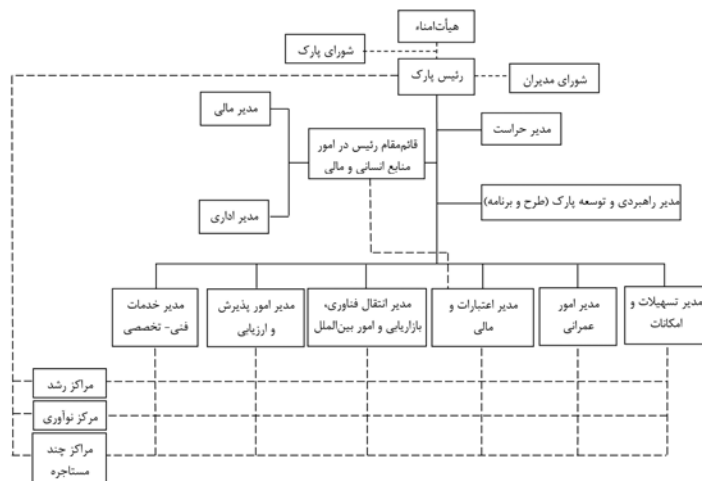 هیأت‌امناء
شورای پارک
رئیس پارک
شورای مدیران
مدیر مالی
مدیر حراست
قائم‌مقام رئیس در امور
منابع انسانی و مالی
مدیر اداری
مدیر راهبردی و توسعه پارک (طرح و برنامه)
مدیر تسهیلات و
امکانات
مدیر امور
عمرانی
مدیر اعتبارات و
مالی
مدیر انتقال فناوری،
بازاریابی و امور بین‌الملل
مدیر امور پذیرش
و ارزیابی
مدیر خدمات
فنی- تخصصی
مراکز رشد
مرکز نوآوری
مراکز چند
مستاجره